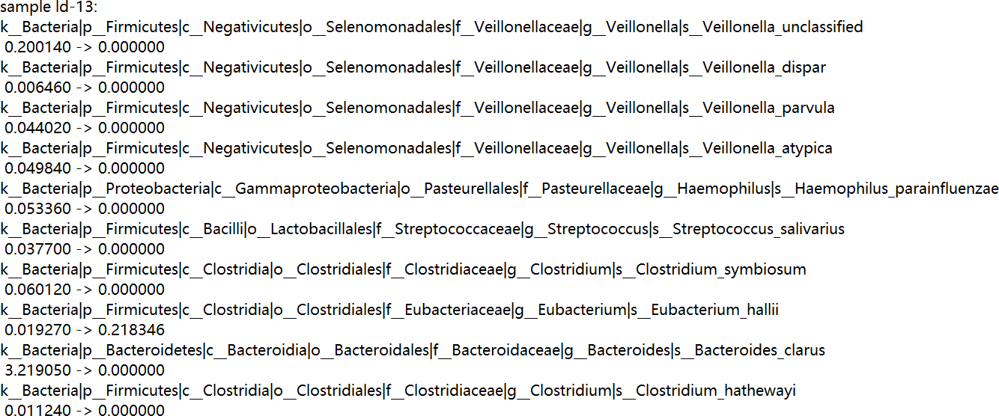 sample ld-13:
k__Bacteria|p__Firmicutes|c__Negativicutes|o__Selenomonadales|f__Veillonellaceae|g__Veillonella|s__Veillonella_unclassified
0.200140 -> 0.000000
k__Bacteria|p__Firmicutes|c__Negativicutes|o__Selenomonadales|f__Veillonellaceae|g__Veillonella|s__Veillonella_dispar
0.006460 -> 0.000000
k__Bacteria|p__Firmicutes|c__Negativicutes|o__Selenomonadales|f__Veillonellaceae|g__Veillonella|s__Veillonella_parvula
0.044020 -> 0.000000
k__Bacteria|p__Firmicutes|c__Negativicutes|o__Selenomonadales|f__Veillonellaceae|g__Veillonella|s__Veillonella_atypica
0.049840 -> 0.000000
k__Bacteria|p__Proteobacteria|c__Gammaproteobacteria|o__Pasteurellales|f__Pasteurellaceae|g__Haemophilus|s__Haemophilus_parainfluenzae
0.053360 -> 0.000000
k__Bacteria|p__Firmicutes|c__Bacilli|o__Lactobacillales|f__Streptococcaceae|g__Streptococcus|s__Streptococcus_salivarius
0.037700 -> 0.000000
k__Bacteria|p__Firmicutes|c__Clostridia|o__Clostridiales|f__Clostridiaceae|g__Clostridium|s__Clostridium_symbiosum
0.060120 -> 0.000000
k__Bacteria|p__Firmicutes|c__Clostridia|o__Clostridiales|f__Eubacteriaceae|g__Eubacterium|s__Eubacterium_hallii
0.019270 -> 0.218346
k__Bacteria|p__Bacteroidetes|c__Bacteroidia|o__Bacteroidales|f__Bacteroidaceae|g__Bacteroides|s__Bacteroides_clarus
3.219050 -> 0.000000
k__Bacteria|p__Firmicutes|c__Clostridia|o__Clostridiales|f__Clostridiaceae|g__Clostridium|s__Clostridium_hathewayi
0.011240 -> 0.000000